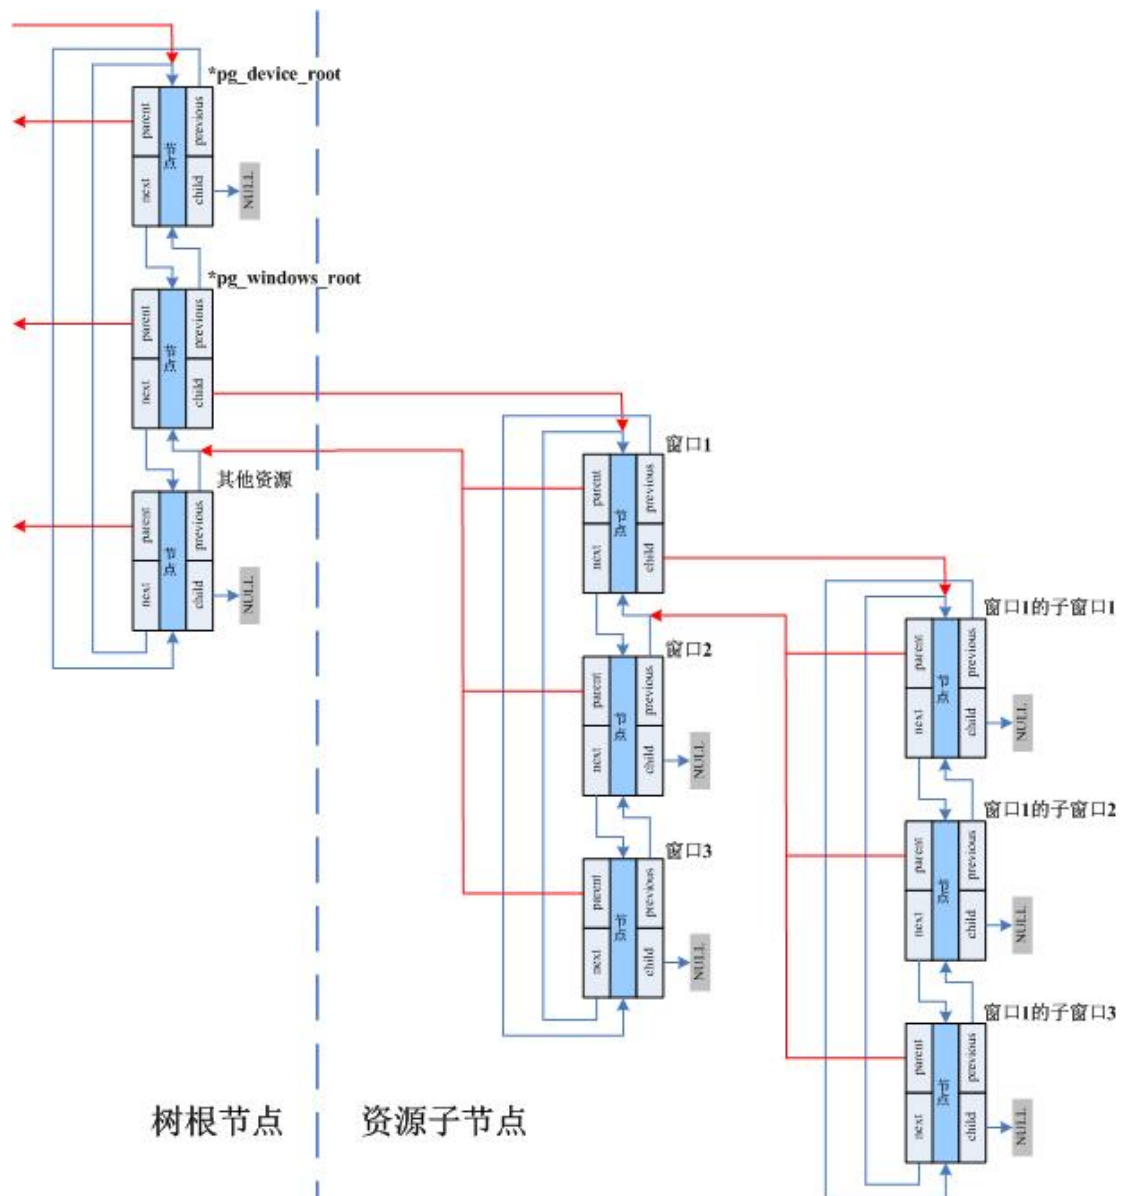 *pg_device_root
parent
previous
节点
next
child
NULL
*pg_windows_root
parent
previous
节点
next
child
其他资源
parent
previous
节点
next
child
NULL
窗口1
parent
previous
节点
next
child
窗口2
parent
previous
节点
next
child
NULL
窗口3
parent
previous
节点
next
child
NULL
窗口1的子窗口1
parent
previous
节点
next
child
NULL
窗口1的子窗口2
parent
previous
节点
next
child
NULL
窗口1的子窗口3
parent
previous
节点
next
child
NULL
树根节点
资源子节点